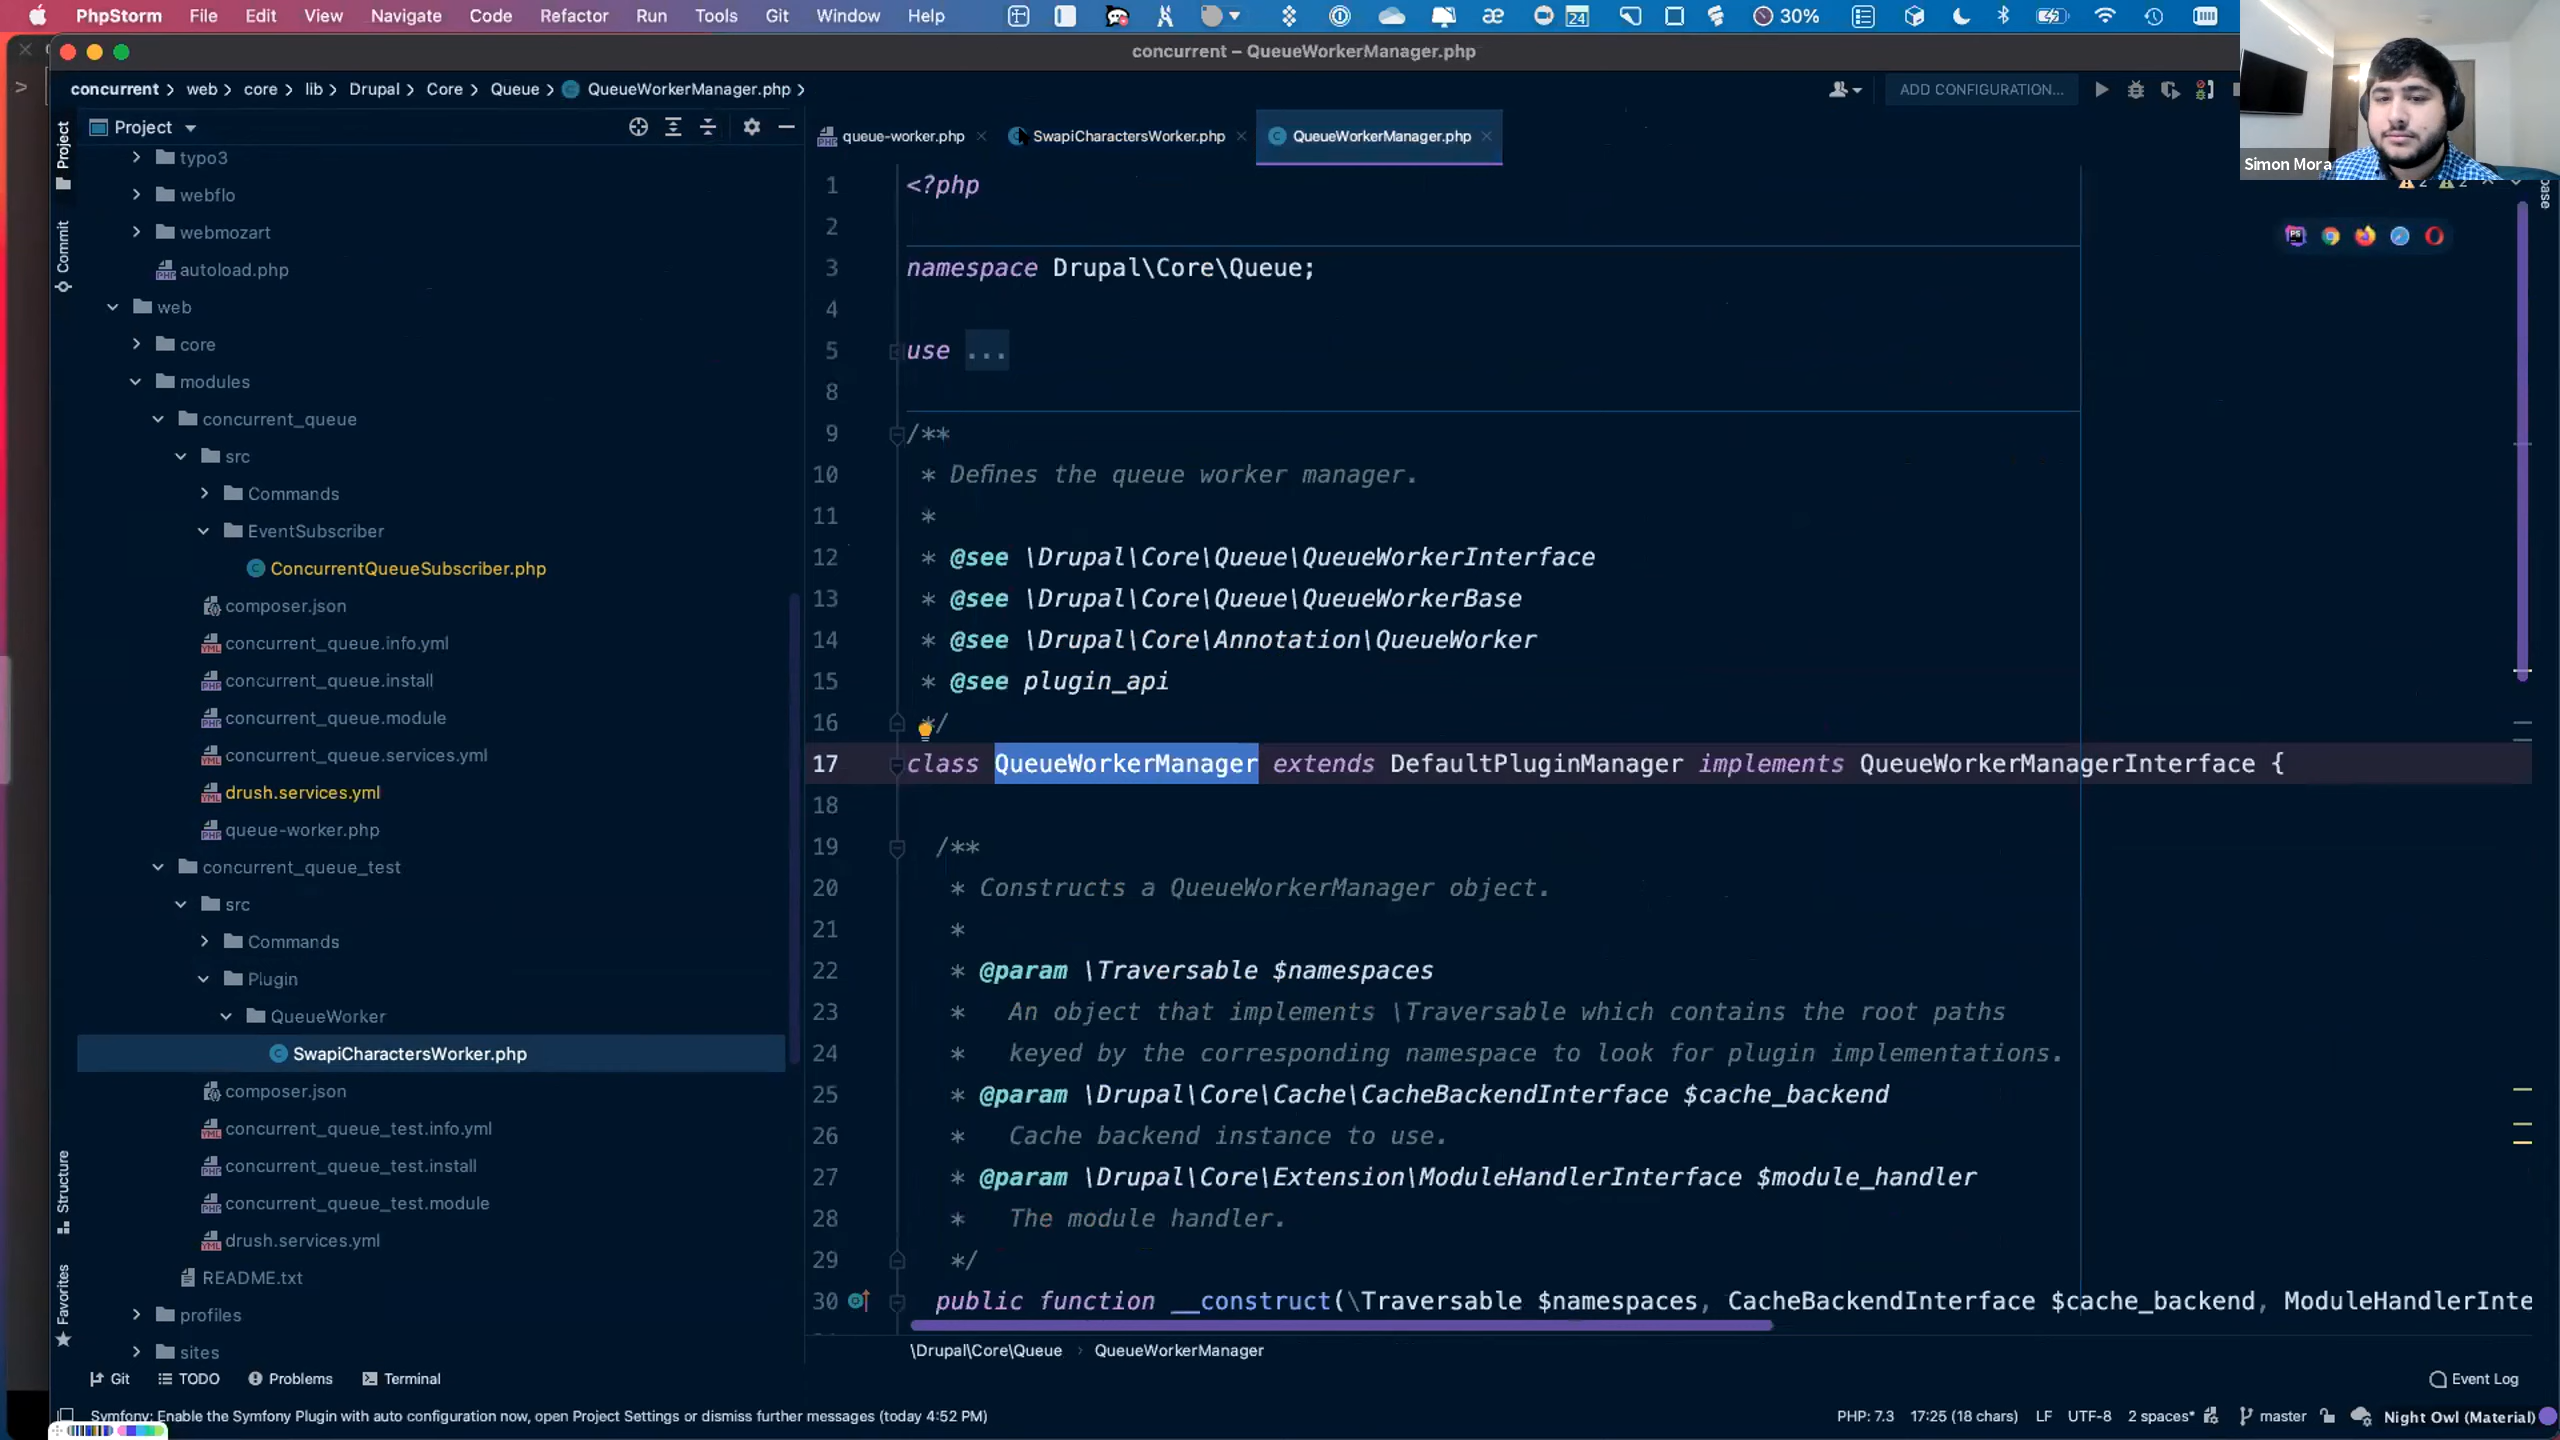 PhpStorm File Edit View Navigate Code Refactor Run Tools Git Window Help 24 30%
concurrent – QueueWorkerManager.php
concurrent web core lib Drupal Core Queue QueueWorkerManager.php
ADD CONFIGURATION...
Simon Mora
Project
Commit
Structure
Favorites
Project
typo3
webflo
webmozart
autoload.php
web
core
modules
concurrent_queue
src
Commands
EventSubscriber
ConcurrentQueueSubscriber.php
composer.json
concurrent_queue.info.yml
concurrent_queue.install
concurrent_queue.module
concurrent_queue.services.yml
drush.services.yml
queue-worker.php
concurrent_queue_test
src
Commands
Plugin
QueueWorker
SwapiCharactersWorker.php
composer.json
concurrent_queue_test.info.yml
concurrent_queue_test.install
concurrent_queue_test.module
drush.services.yml
README.txt
profiles
sites
queue-worker.php SwapiCharactersWorker.php QueueWorkerManager.php
2 2
1 <?php
2
3 namespace Drupal\Core\Queue;
4
5 use ...
8
9 /**
10 * Defines the queue worker manager.
11 *
12 * @see \Drupal\Core\Queue\QueueWorkerInterface
13 * @see \Drupal\Core\Queue\QueueWorkerBase
14 * @see \Drupal\Core\Annotation\QueueWorker
15 * @see plugin_api
16 */
17 class QueueWorkerManager extends DefaultPluginManager implements QueueWorkerManagerInterface {
18
19 /**
20 * Constructs a QueueWorkerManager object.
21 *
22 * @param \Traversable $namespaces
23 * An object that implements \Traversable which contains the root paths
24 * keyed by the corresponding namespace to look for plugin implementations.
25 * @param \Drupal\Core\Cache\CacheBackendInterface $cache_backend
26 * Cache backend instance to use.
27 * @param \Drupal\Core\Extension\ModuleHandlerInterface $module_handler
28 * The module handler.
29 */
30 public function __construct(\Traversable $namespaces, CacheBackendInterface $cache_backend, ModuleHandlerInte
\Drupal\Core\Queue › QueueWorkerManager
Git TODO Problems Terminal Event Log
Symfony: Enable the Symfony Plugin with auto configuration now, open Project Settings or dismiss further messages (today 4:52 PM)
PHP: 7.3 17:25 (18 chars) LF UTF-8 2 spaces* master Night Owl (Material)